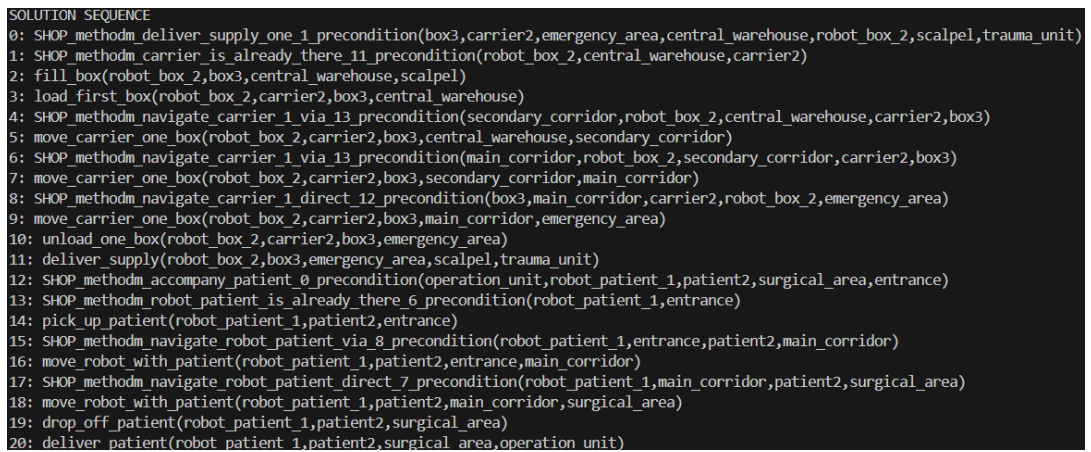 SOLUTION SEQUENCE
0: SHOP_methodm_deliver_supply_one_1_precondition(box3,carrier2,emergency_area,central_warehouse,robot_box_2,scalpel,trauma_unit)
1: SHOP_methodm_carrier_is_already_there_11_precondition(robot_box_2,central_warehouse,carrier2)
2: fill_box(robot_box_2,box3,central_warehouse,scalpel)
3: load_first_box(robot_box_2,carrier2,box3,central_warehouse)
4: SHOP_methodm_navigate_carrier_1_via_13_precondition(secondary_corridor,robot_box_2,central_warehouse,carrier2,box3)
5: move_carrier_one_box(robot_box_2,carrier2,box3,central_warehouse,secondary_corridor)
6: SHOP_methodm_navigate_carrier_1_via_13_precondition(main_corridor,robot_box_2,secondary_corridor,carrier2,box3)
7: move_carrier_one_box(robot_box_2,carrier2,box3,secondary_corridor,main_corridor)
8: SHOP_methodm_navigate_carrier_1_direct_12_precondition(box3,main_corridor,carrier2,robot_box_2,emergency_area)
9: move_carrier_one_box(robot_box_2,carrier2,box3,main_corridor,emergency_area)
10: unload_one_box(robot_box_2,carrier2,box3,emergency_area)
11: deliver_supply(robot_box_2,box3,emergency_area,scalpel,trauma_unit)
12: SHOP_methodm_accompany_patient_0_precondition(operation_unit,robot_patient_1,patient2,surgical_area,entrance)
13: SHOP_methodm_robot_patient_is_already_there_6_precondition(robot_patient_1,entrance)
14: pick_up_patient(robot_patient_1,patient2,entrance)
15: SHOP_methodm_navigate_robot_patient_via_8_precondition(robot_patient_1,entrance,patient2,main_corridor)
16: move_robot_with_patient(robot_patient_1,patient2,entrance,main_corridor)
17: SHOP_methodm_navigate_robot_patient_direct_7_precondition(robot_patient_1,main_corridor,patient2,surgical_area)
18: move_robot_with_patient(robot_patient_1,patient2,main_corridor,surgical_area)
19: drop_off_patient(robot_patient_1,patient2,surgical_area)
20: deliver_patient(robot_patient_1,patient2,surgical_area,operation_unit)